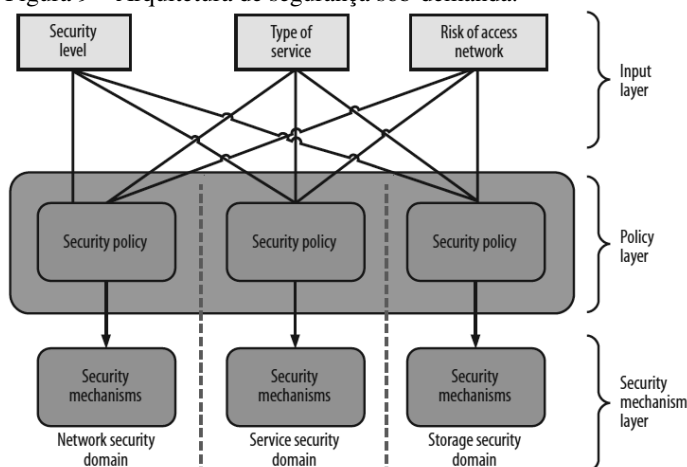 Figura 9 – Arquitetura de segurança sob-demanda.
Security
level
Type of
service
Risk of access
network
Input
layer
Security policy
Security policy
Security policy
Policy
layer
Security
mechanisms
Security
mechanisms
Security
mechanisms
Security
mechanism
layer
Network security
domain
Service security
domain
Storage security
domain